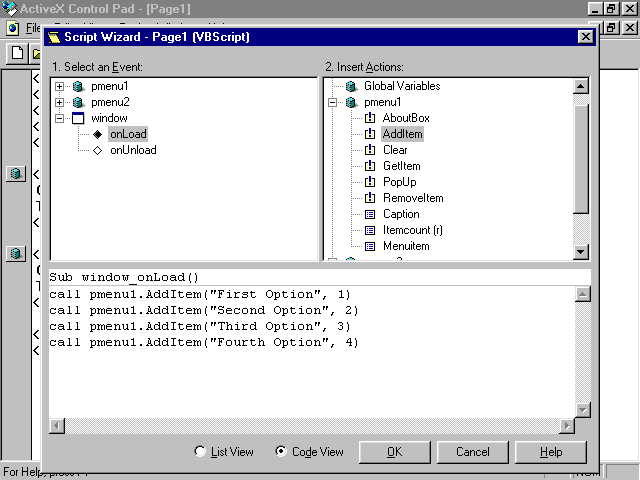 ActiveX Control Pad - [Page1]
File
Script Wizard - Page1 (VBScript)
1. Select an Event:
2. Insert Actions:
pmenu1
pmenu2
window
onLoad
onUnload
Global Variables
pmenu1
AboutBox
AddItem
Clear
GetItem
PopUp
RemoveItem
Caption
Itemcount (r)
Menuitem
Sub window_onLoad()
call pmenu1.AddItem("First Option", 1)
call pmenu1.AddItem("Second Option", 2)
call pmenu1.AddItem("Third Option", 3)
call pmenu1.AddItem("Fourth Option", 4)
List View
Code View
OK
Cancel
Help
For Help, press F1
NUM